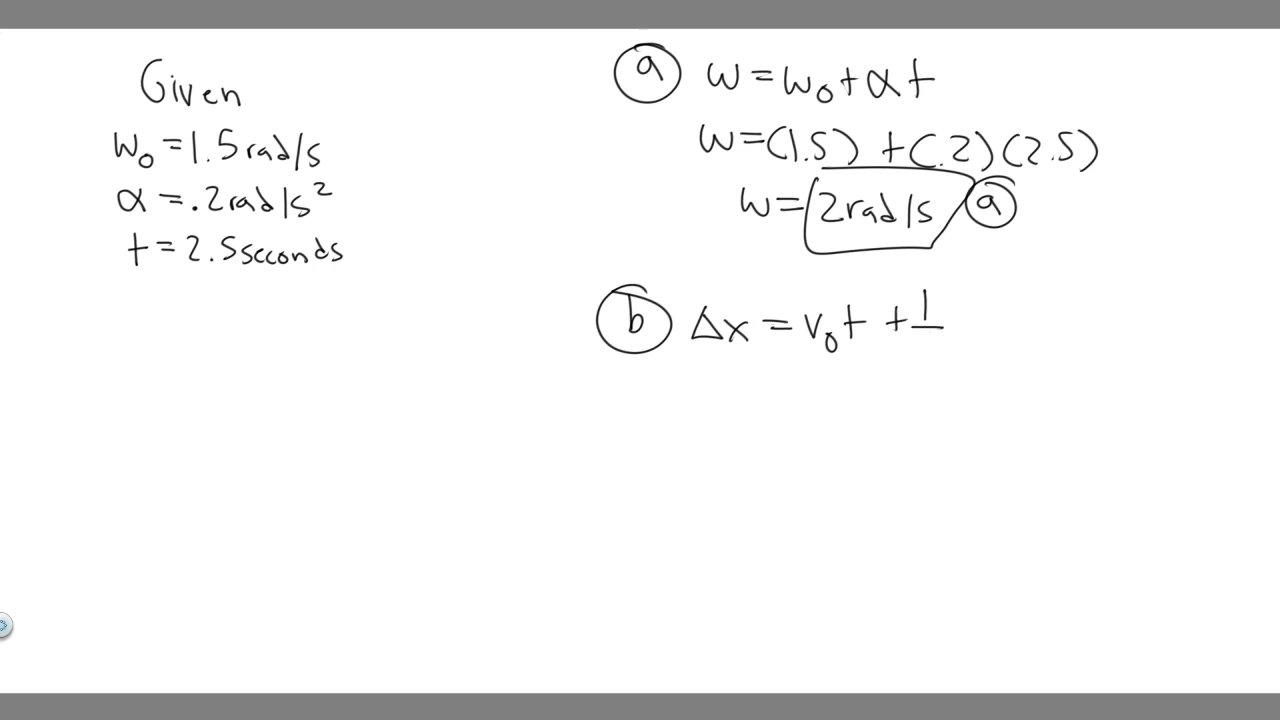 Given
w₀ = 1.5 rad/s
α = .2 rad/s²
t = 2.5 seconds
a w = w₀ + αt
w = (1.5) + (.2)(2.5)
w = 2 rad/s a
b Δx = v₀t + 1